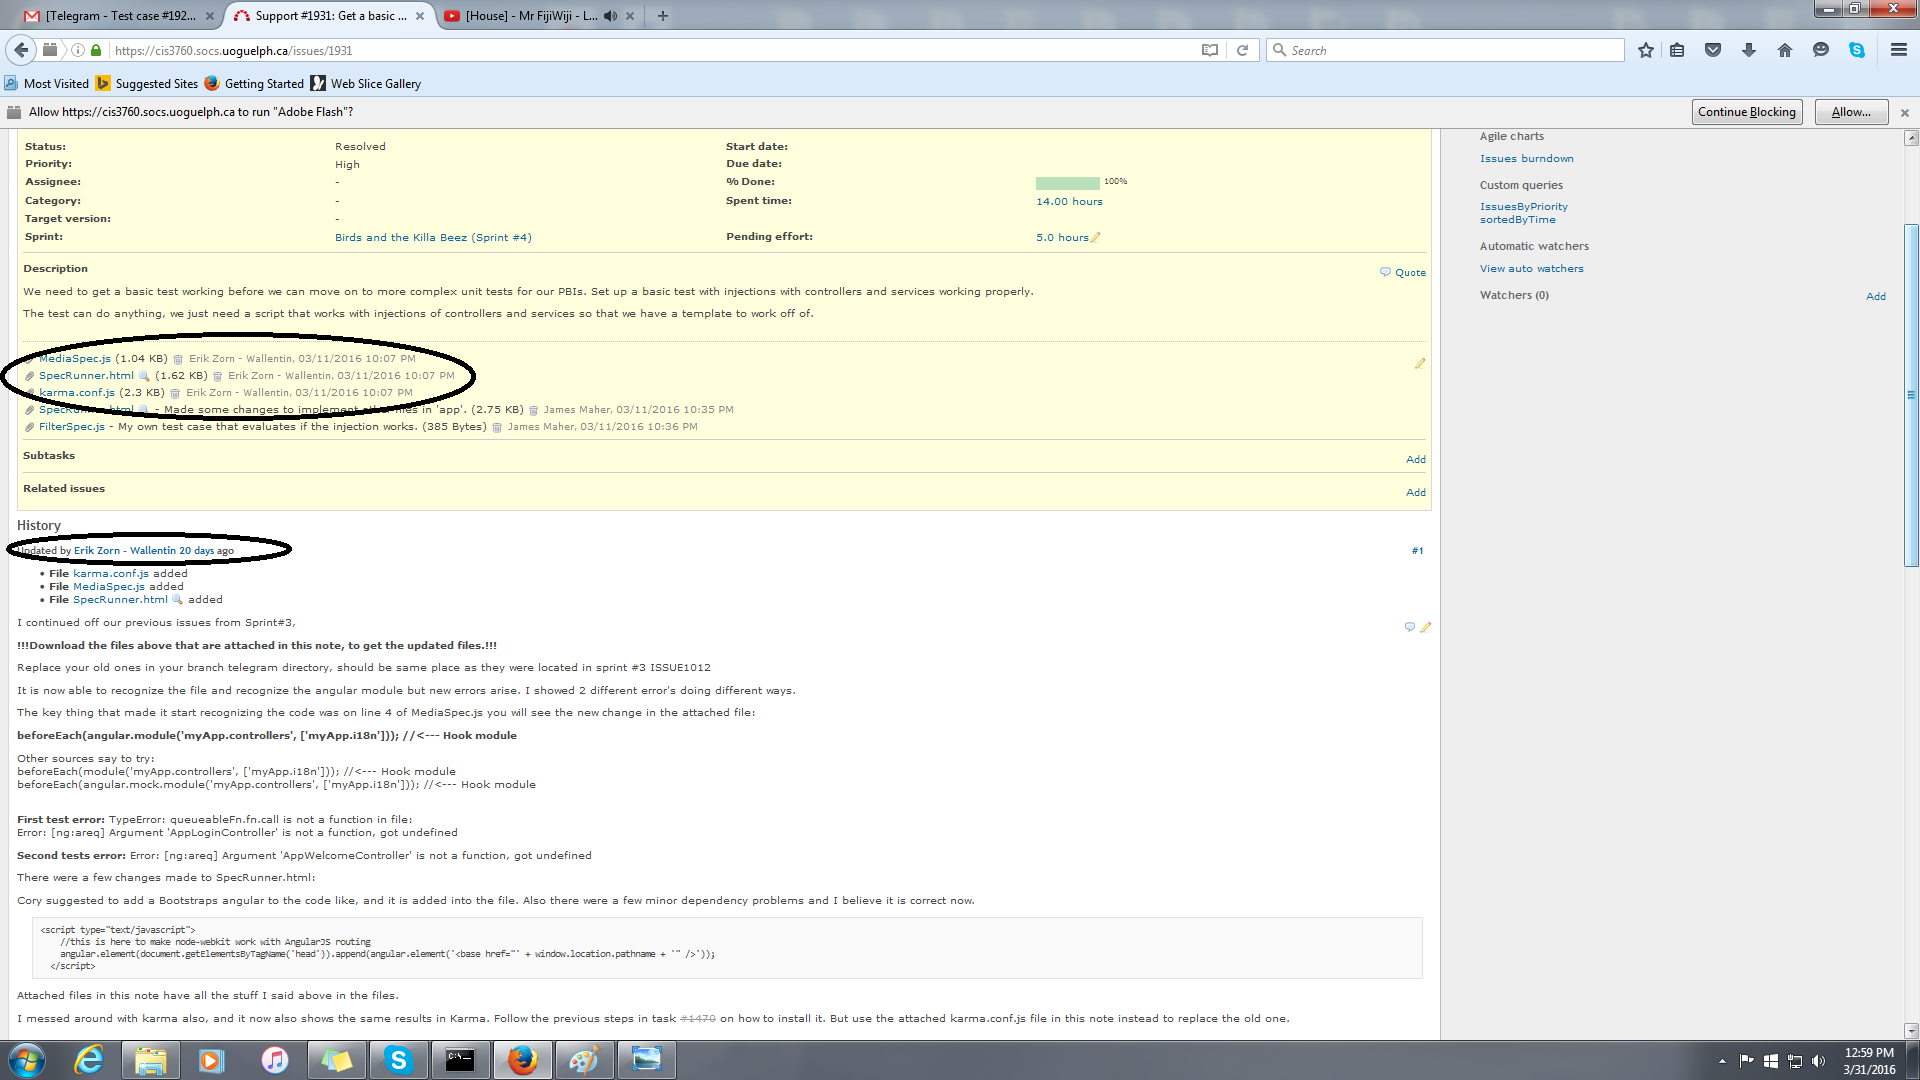 [Telegram - Test case #192...
Support #1931: Get a basic ...
[House] - Mr FijiWiji - L...
https://cis3760.socs.uoguelph.ca/issues/1931
Search
Most Visited
Suggested Sites
Getting Started
Web Slice Gallery
Allow https://cis3760.socs.uoguelph.ca to run "Adobe Flash"?
Continue Blocking
Allow...
Status: Resolved Start date:
Priority: High Due date:
Assignee: - % Done: 100%
Category: - Spent time: 14.00 hours
Target version: -
Sprint: Birds and the Killa Beez (Sprint #4) Pending effort: 5.0 hours
Description
Quote
We need to get a basic test working before we can move on to more complex unit tests for our PBIs. Set up a basic test with injections with controllers and services working properly.
The test can do anything, we just need a script that works with injections of controllers and services so that we have a template to work off of.
MediaSpec.js (1.04 KB) Erik Zorn - Wallentin, 03/11/2016 10:07 PM
SpecRunner.html (1.62 KB) Erik Zorn - Wallentin, 03/11/2016 10:07 PM
karma.conf.js (2.3 KB) Erik Zorn - Wallentin, 03/11/2016 10:07 PM
SpecRunner.html - Made some changes to implement other files in 'app'. (2.75 KB) James Maher, 03/11/2016 10:35 PM
FilterSpec.js - My own test case that evaluates if the injection works. (385 Bytes) James Maher, 03/11/2016 10:36 PM
Subtasks
Add
Related issues
Add
History
Updated by Erik Zorn - Wallentin 20 days ago
#1
• File karma.conf.js added
• File MediaSpec.js added
• File SpecRunner.html added
I continued off our previous issues from Sprint#3,
!!!Download the files above that are attached in this note, to get the updated files.!!!
Replace your old ones in your branch telegram directory, should be same place as they were located in sprint #3 ISSUE1012
It is now able to recognize the file and recognize the angular module but new errors arise. I showed 2 different error's doing different ways.
The key thing that made it start recognizing the code was on line 4 of MediaSpec.js you will see the new change in the attached file:
beforeEach(angular.module('myApp.controllers', ['myApp.i18n'])); //<--- Hook module
Other sources say to try:
beforeEach(module('myApp.controllers', ['myApp.i18n'])); //<--- Hook module
beforeEach(angular.mock.module('myApp.controllers', ['myApp.i18n'])); //<--- Hook module
First test error: TypeError: queueableFn.fn.call is not a function in file:
Error: [ng:areq] Argument 'AppLoginController' is not a function, got undefined
Second tests error: Error: [ng:areq] Argument 'AppWelcomeController' is not a function, got undefined
There were a few changes made to SpecRunner.html:
Cory suggested to add a Bootstraps angular to the code like, and it is added into the file. Also there were a few minor dependency problems and I believe it is correct now.
<script type="text/javascript">
//this is here to make node-webkit work with AngularJS routing
angular.element(document.getElementsByTagName('head')).append(angular.element('<base href="' + window.location.pathname + '" />'));
</script>
Attached files in this note have all the stuff I said above in the files.
I messed around with karma also, and it now also shows the same results in Karma. Follow the previous steps in task #1470 on how to install it. But use the attached karma.conf.js file in this note instead to replace the old one.
Agile charts
Issues burndown
Custom queries
IssuesByPriority
sortedByTime
Automatic watchers
View auto watchers
Watchers (0)
Add
12:59 PM
3/31/2016